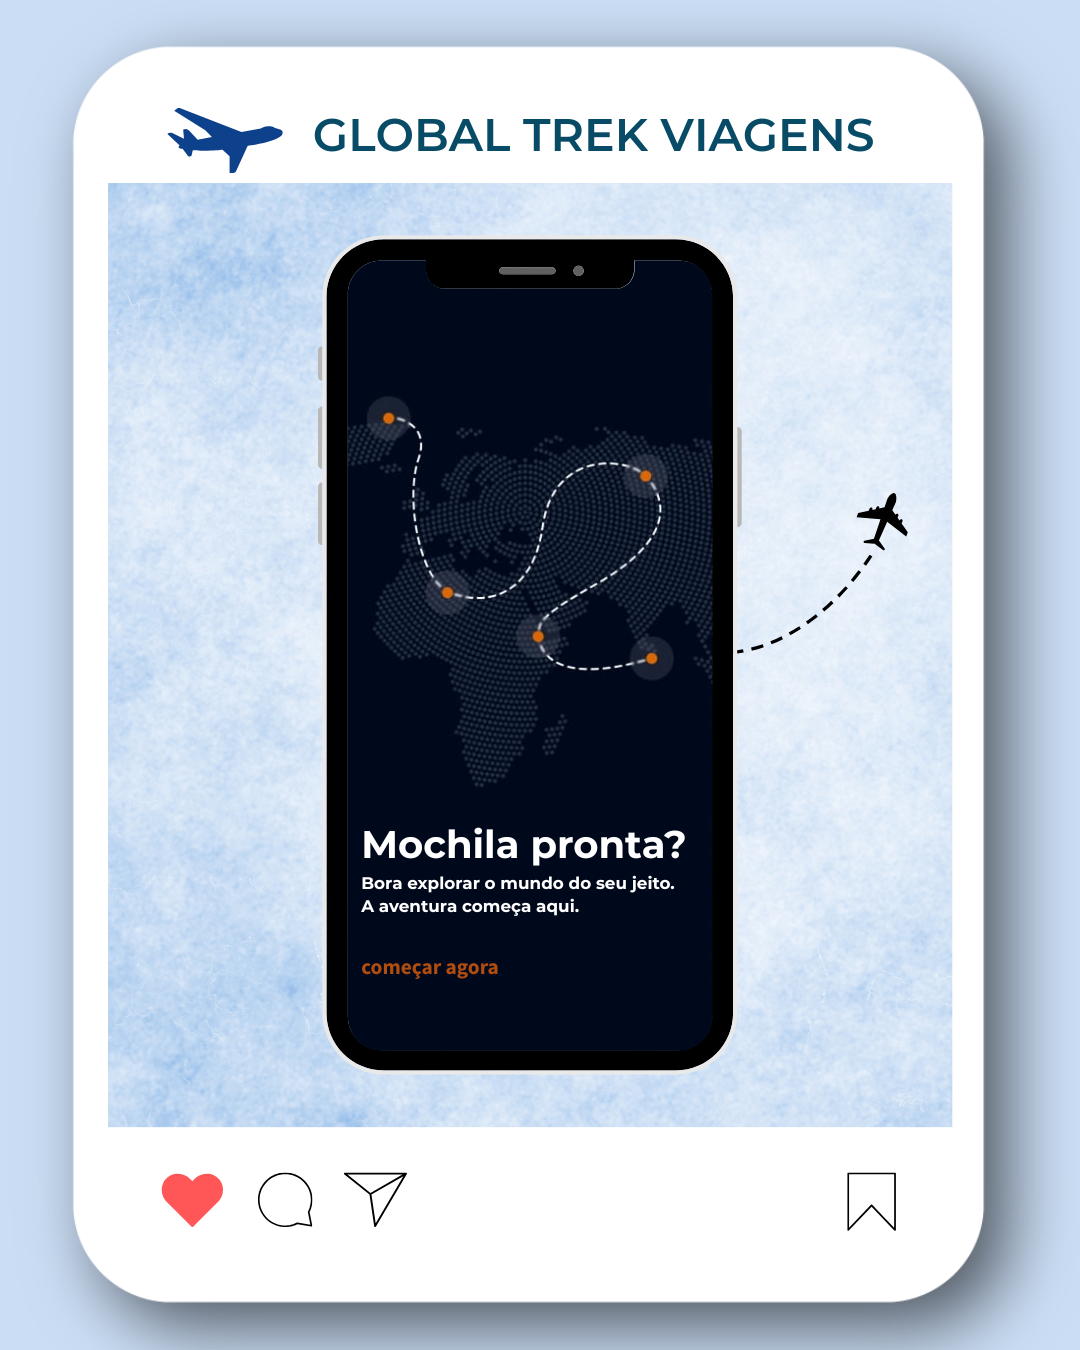 GLOBAL TREK VIAGENS
Mochila pronta?
Bora explorar o mundo do seu jeito.
A aventura começa aqui.
começar agora